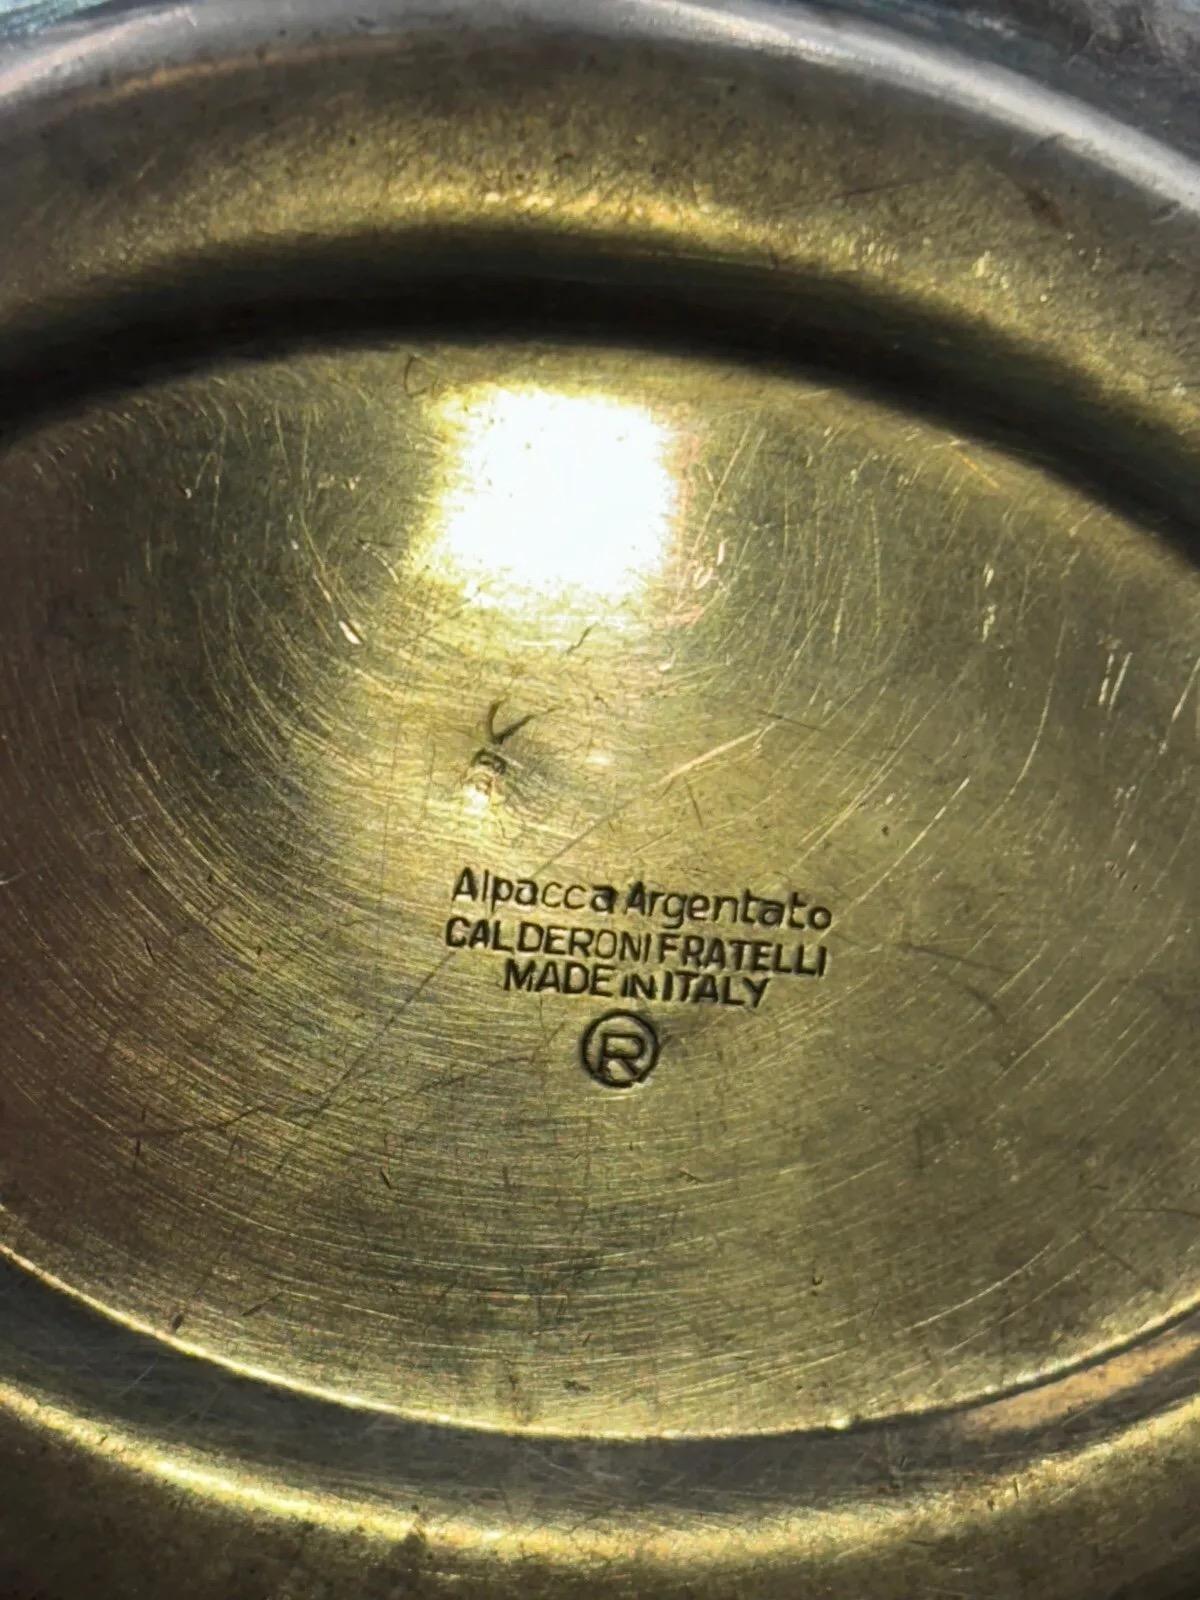 Alpacca Argentato
CALDERONI FRATELLI
MADE IN ITALY
®